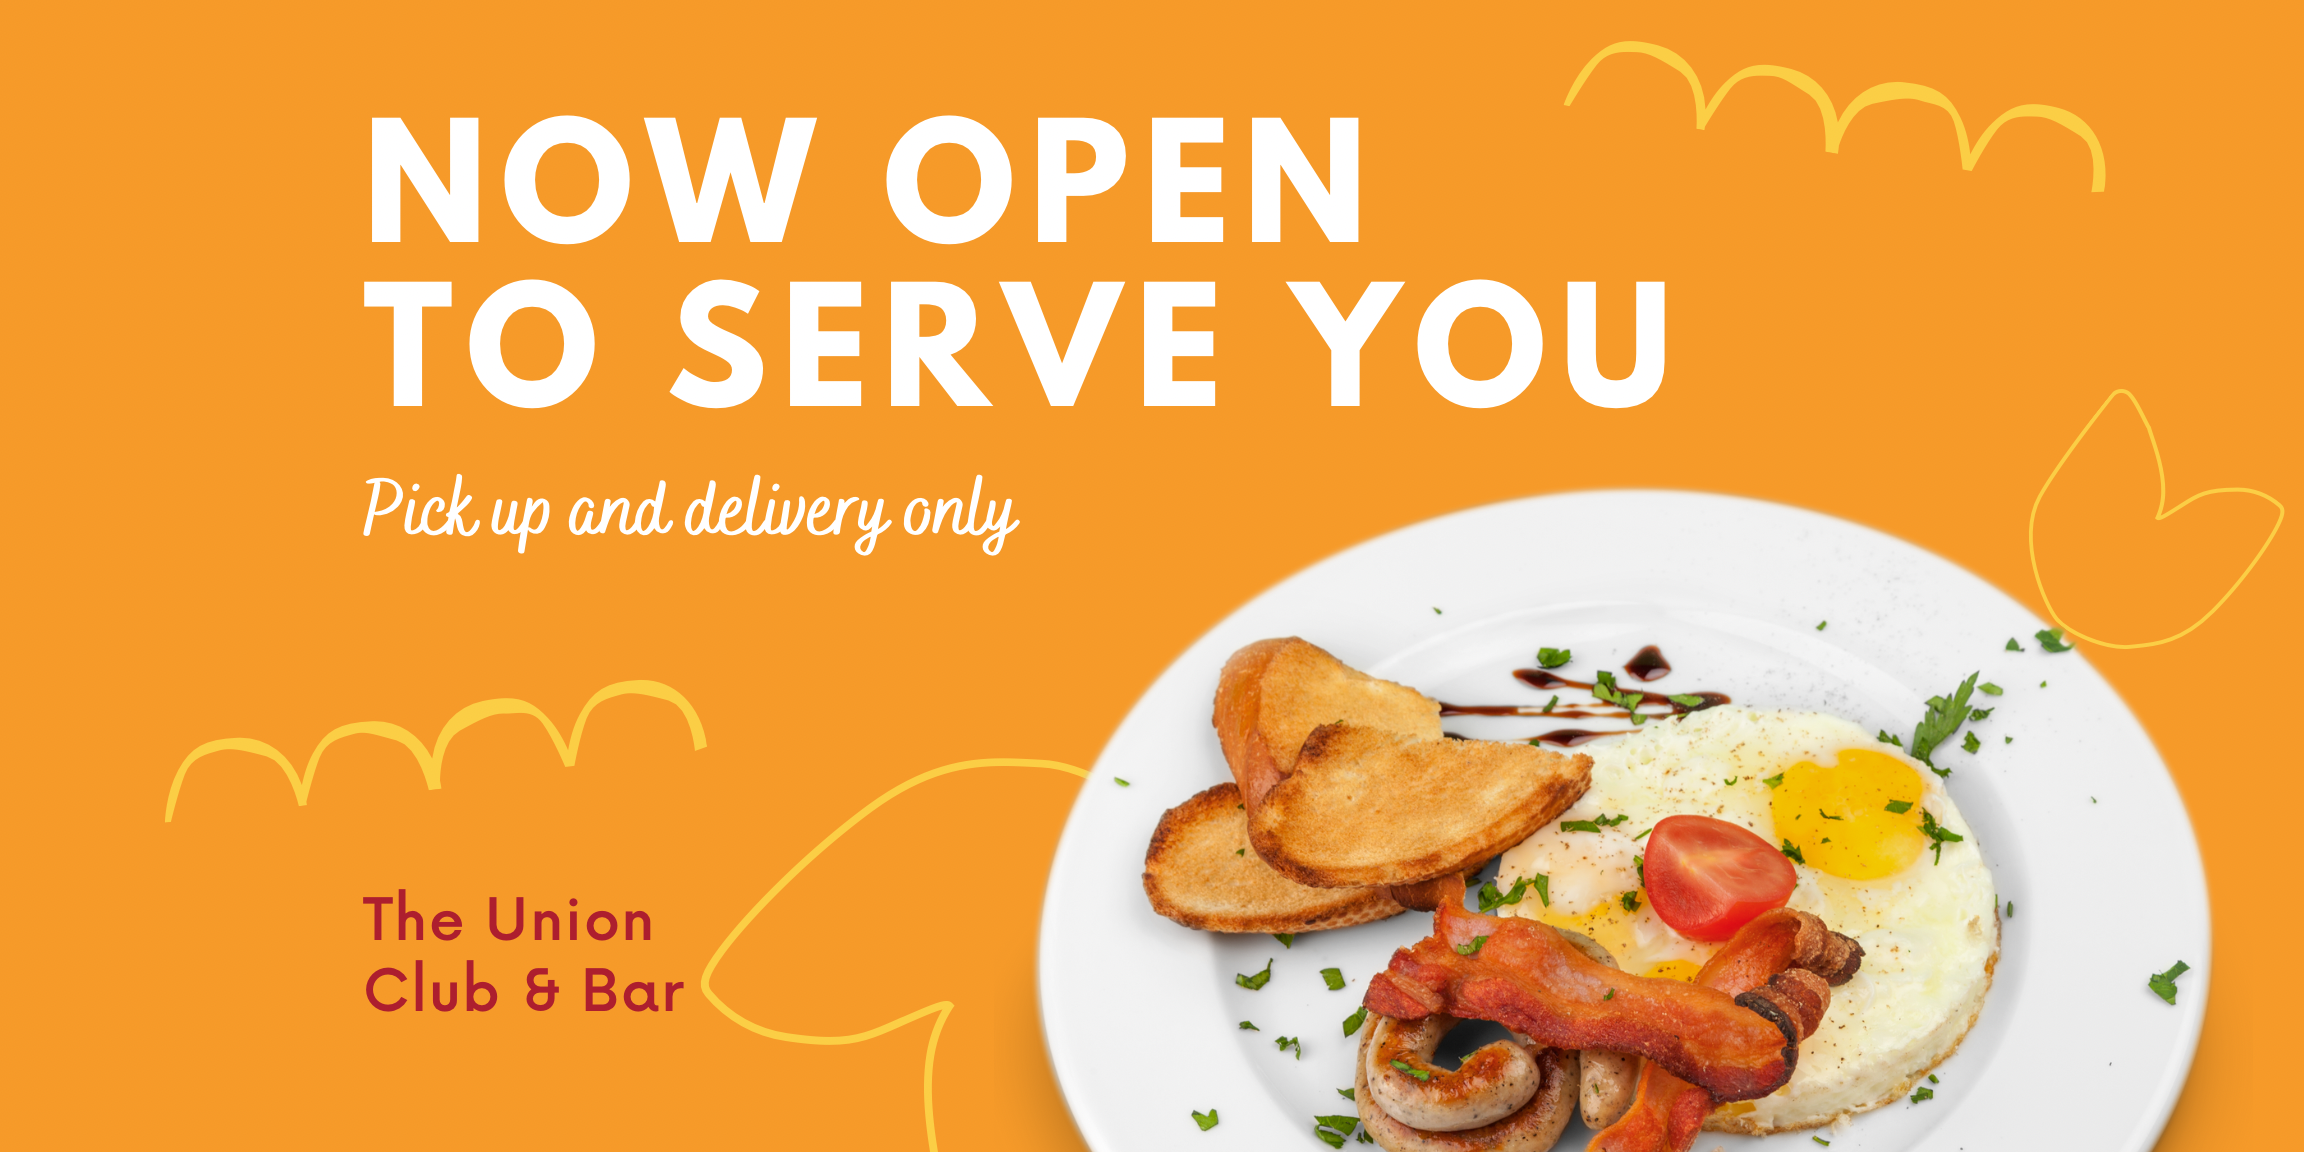 NOW OPEN
TO SERVE YOU
Pick up and delivery only
The Union
Club & Bar